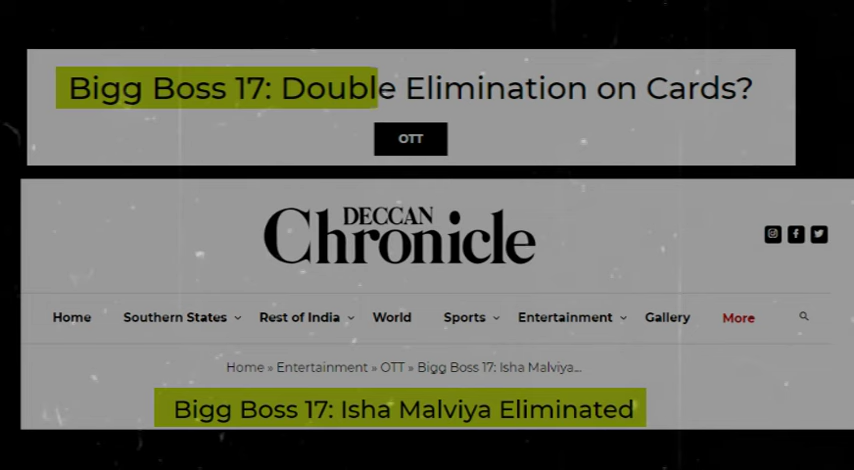 Bigg Boss 17: Double Elimination on Cards?
OTT
DECCAN
Chronicle
Home Southern States Rest of India World Sports Entertainment Gallery More
Home » Entertainment » OTT » Bigg Boss 17: Isha Malviya...
Bigg Boss 17: Isha Malviya Eliminated